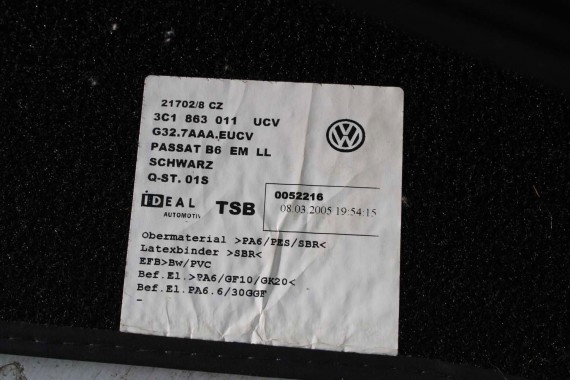 21702/8 CZ
3C1 863 011 UCV
G32.7AAA,EUCV
PASSAT B6 EM LL
SCHWARZ
Q-ST. 01S
iDEAL
AUTOMOTIV
TSB
0052216
08.03.2005 19:54:15
Obermaterial >PA6/PES/SBR<
Latexbinder >SBR<
EFB>Bw/PVC
Bef.El.>PA6/GF10/GK20<
Bef.El.PA6.6/30GGF
-